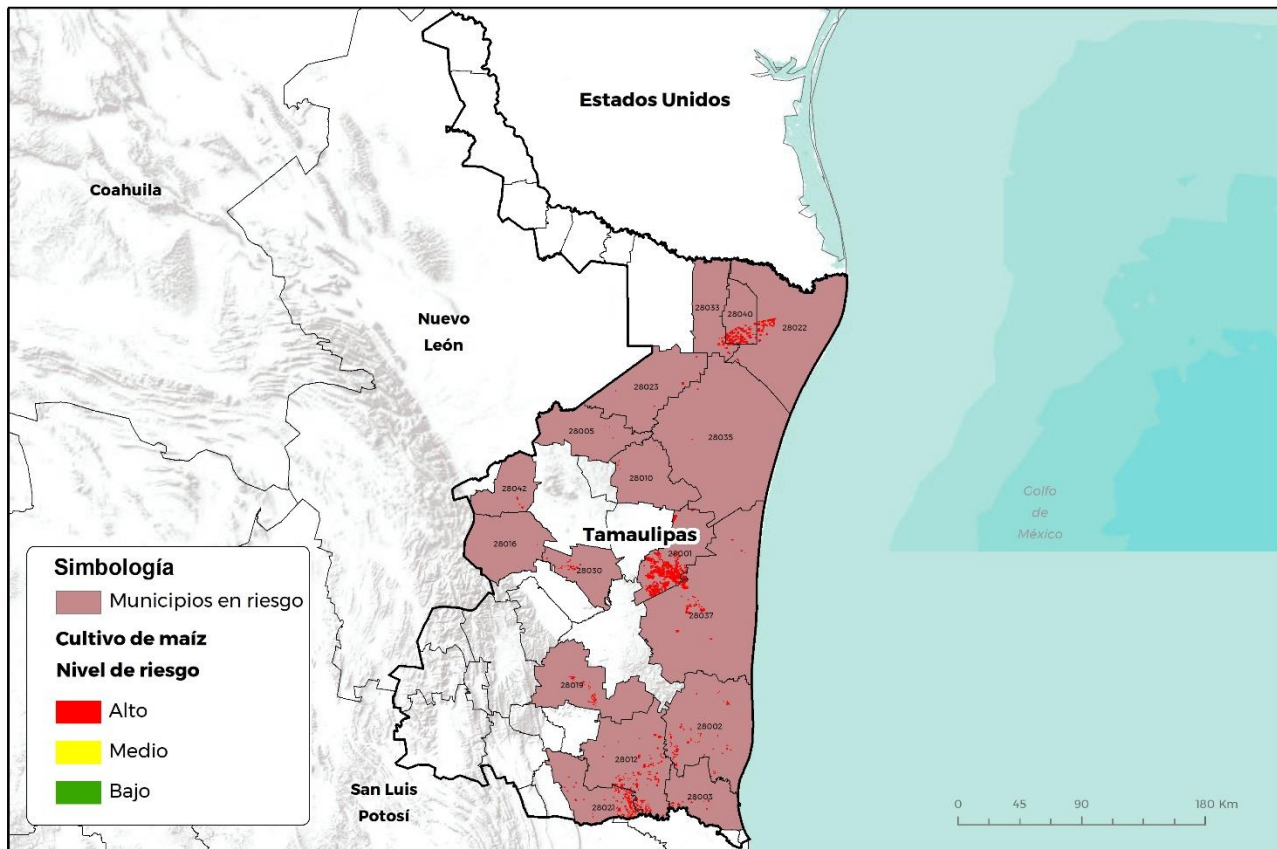 Estados Unidos
Coahuila
Nuevo
León
28033
28040
28022
28023
28005
28035
28010
28042
Golfo
de
México
Tamaulipas
28001
28016
28030
28037
28019
28002
28012
28003
28021
San Luis
Potosí
Simbología
Municipios en riesgo
Cultivo de maíz
Nivel de riesgo
Alto
Medio
Bajo
0 45 90 180 Km